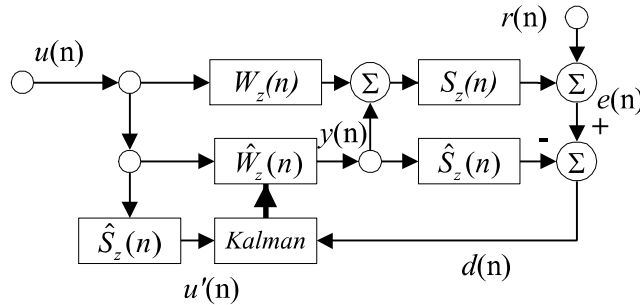 r(n)
u(n)
W_z(n)
Σ
S_z(n)
Σ
e(n)
+
y(n)
Ŵ_z(n)
Ŝ_z(n)
-
Σ
Ŝ_z(n)
Kalman
d(n)
u'(n)